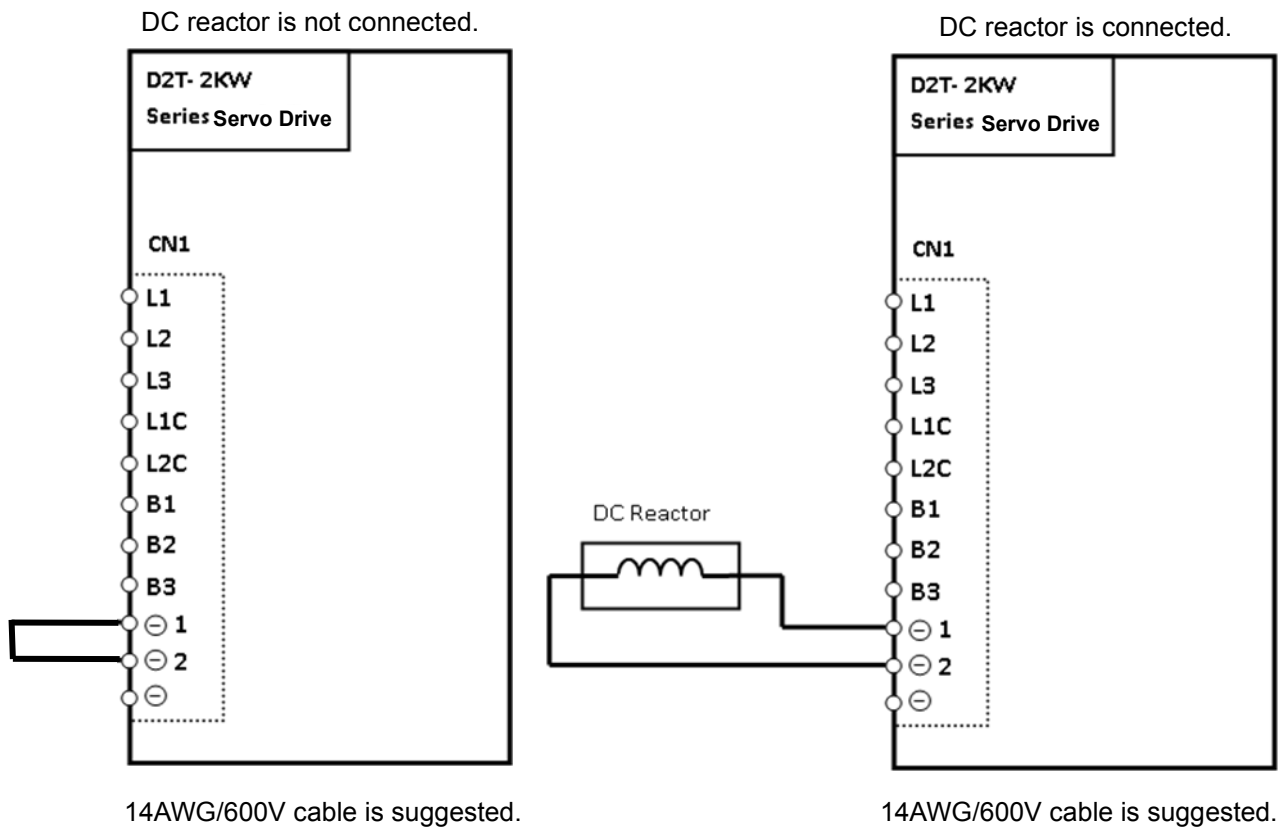 DC reactor is not connected.
D2T- 2KW
Series Servo Drive
CN1
L1
L2
L3
L1C
L2C
B1
B2
B3
⊖ 1
⊖ 2
⊖
14AWG/600V cable is suggested.
DC reactor is connected.
D2T- 2KW
Series Servo Drive
CN1
L1
L2
L3
L1C
L2C
B1
B2
B3
⊖ 1
⊖ 2
⊖
DC Reactor
14AWG/600V cable is suggested.